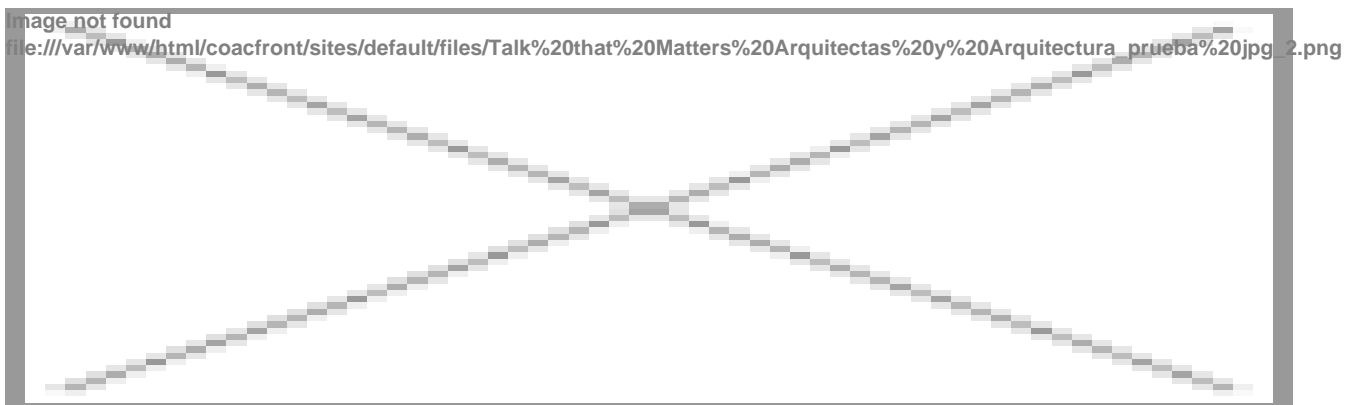 Image not found
file:///var/www/html/coacfront/sites/default/files/Talk%20that%20Matters%20Arquitectas%20y%20Arquitectura_prueba%20jpg_2.png